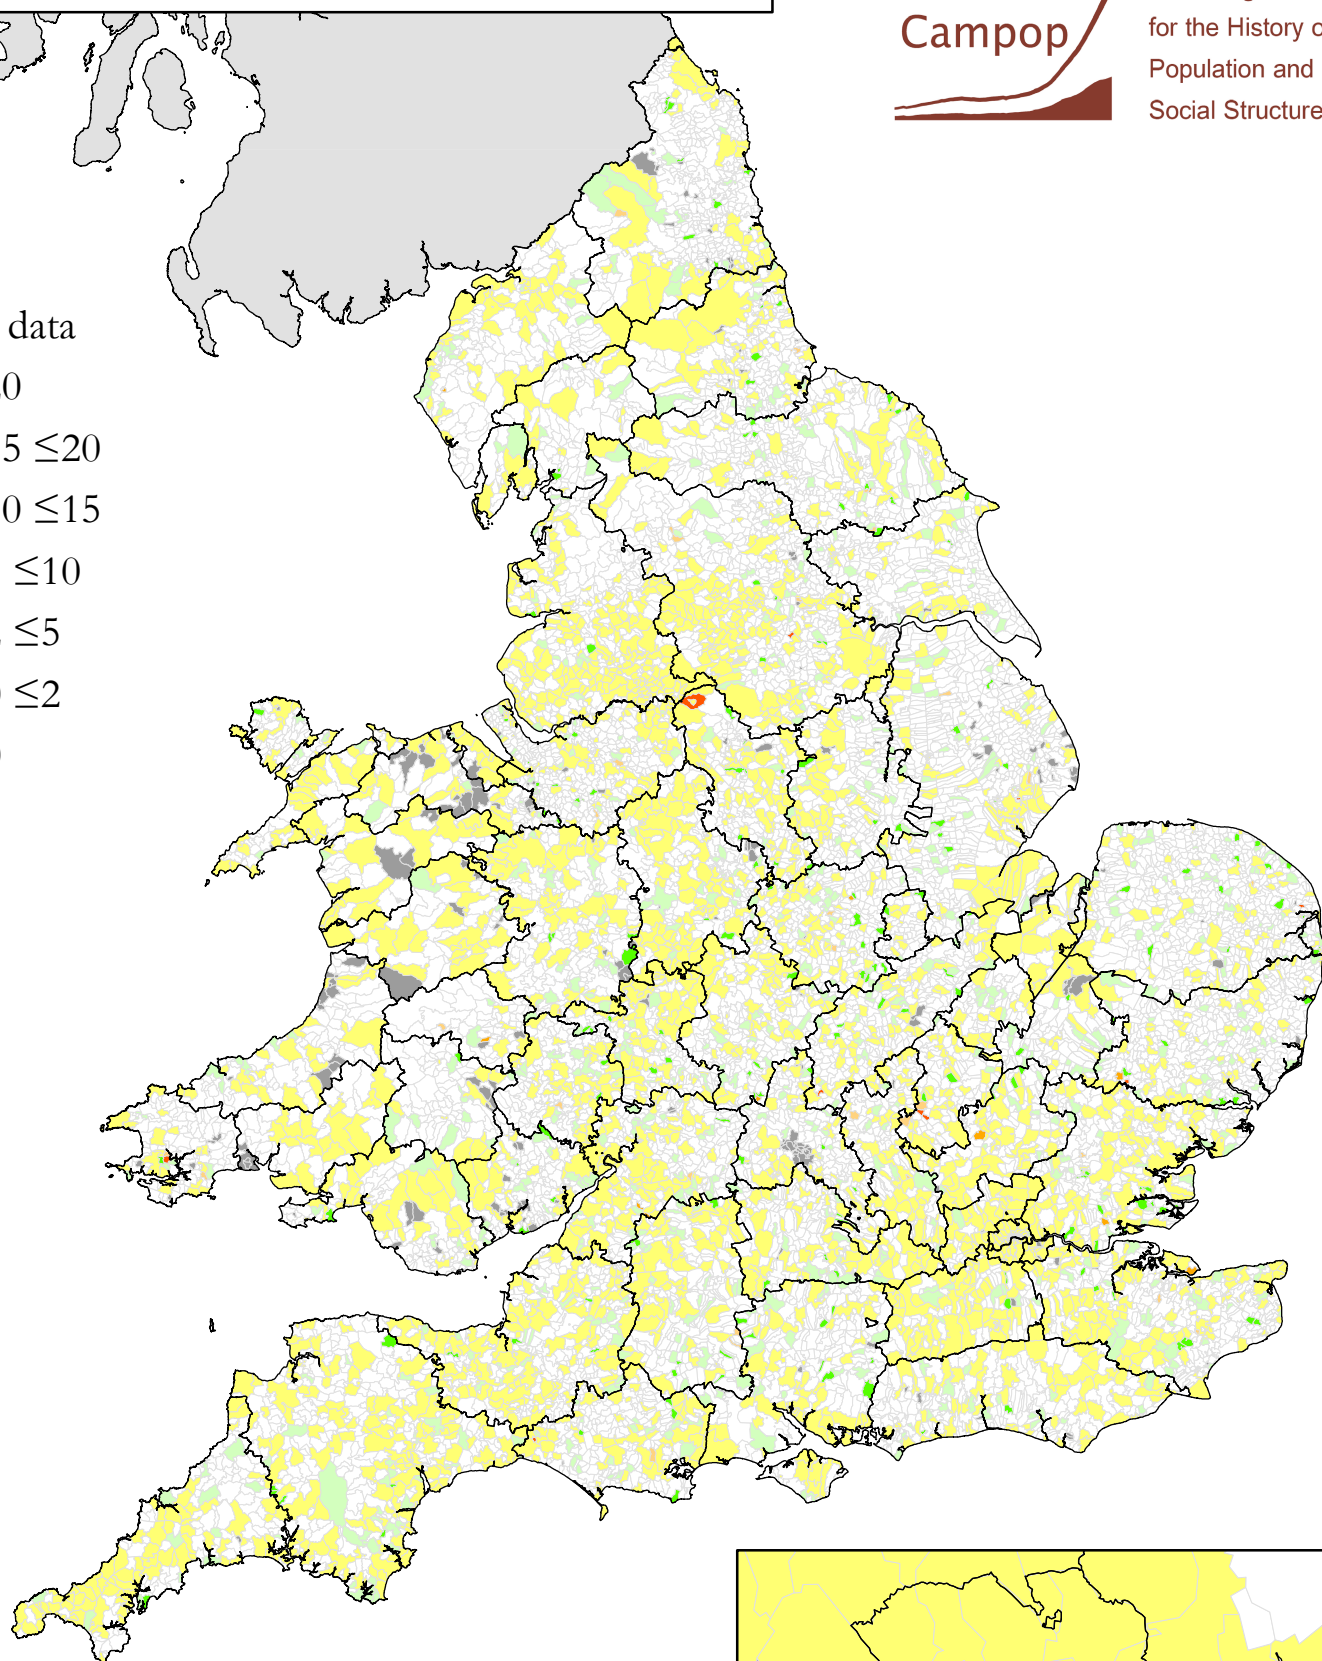 Campop
for the History o
Population and
Social Structure
data
0
5 ≤20
0 ≤15
≤10
≤5
≤2